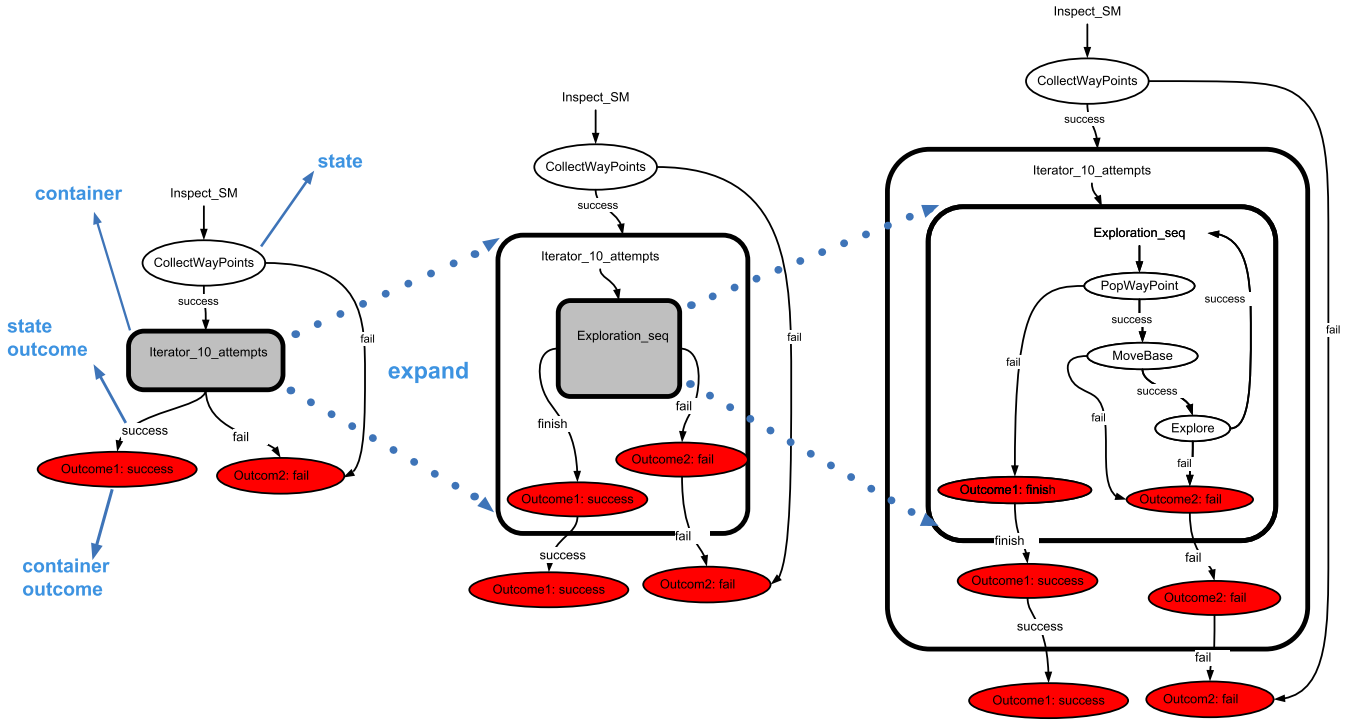 Inspect_SM
CollectWayPoints
success
fail
Iterator_10_attempts
success
fail
Outcome1: success
Outcom2: fail
state
container
state
outcome
container
outcome
expand
Inspect_SM
CollectWayPoints
success
fail
Iterator_10_attempts
Exploration_seq
finish
fail
Outcome2: fail
Outcome1: success
success
fail
Outcome1: success
Outcom2: fail
Inspect_SM
CollectWayPoints
success
fail
Iterator_10_attempts
Exploration_seq
PopWayPoint
success
success
fail
MoveBase
success
fail
Explore
fail
Outcome1: finish
Outcome2: fail
finish
fail
Outcome1: success
Outcome2: fail
success
fail
Outcome1: success
Outcom2: fail